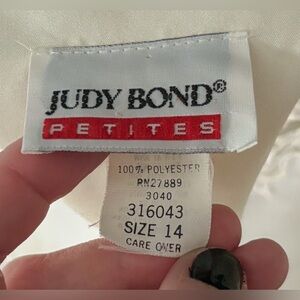 JUDY BOND®
PETITES
100% POLYESTER
RN27889
3040
316043
SIZE 14
CARE OVER